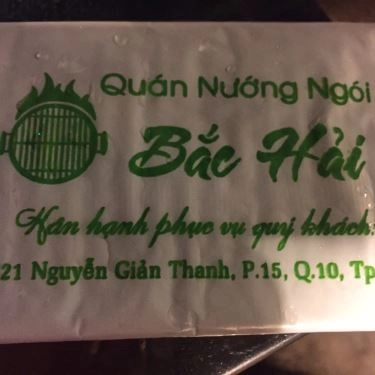 Quán Nướng Ngói
Bắc Hải
Hân hạnh phục vụ quý khách!
21 Nguyễn Giản Thanh, P.15, Q.10, Tp